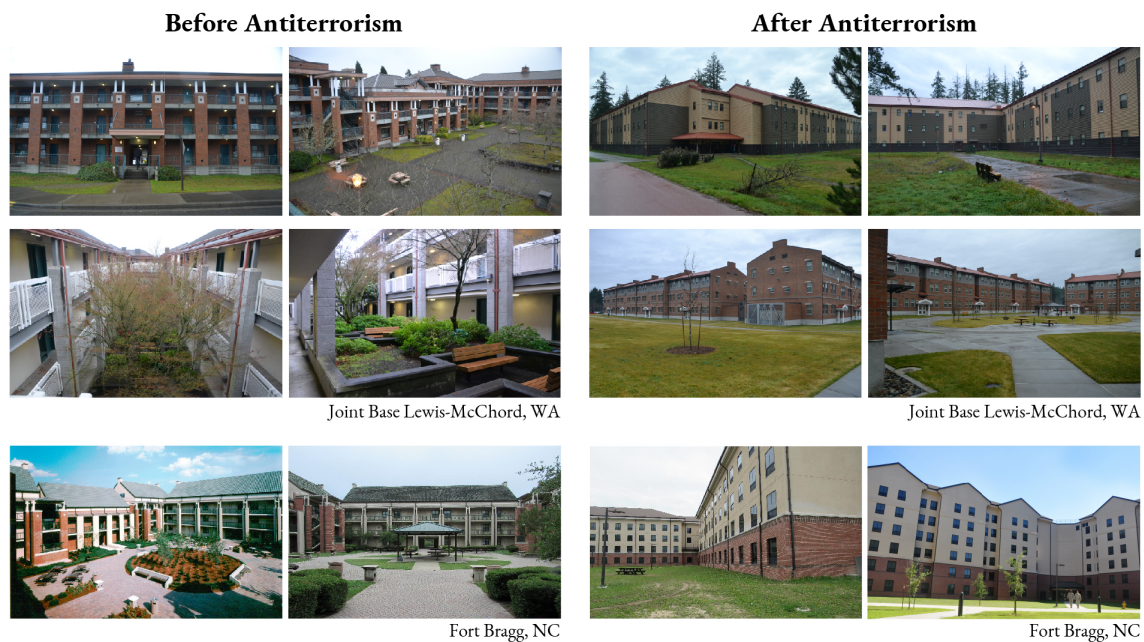 Before Antiterrorism
After Antiterrorism
Joint Base Lewis-McChord, WA
Joint Base Lewis-McChord, WA
Fort Bragg, NC
Fort Bragg, NC